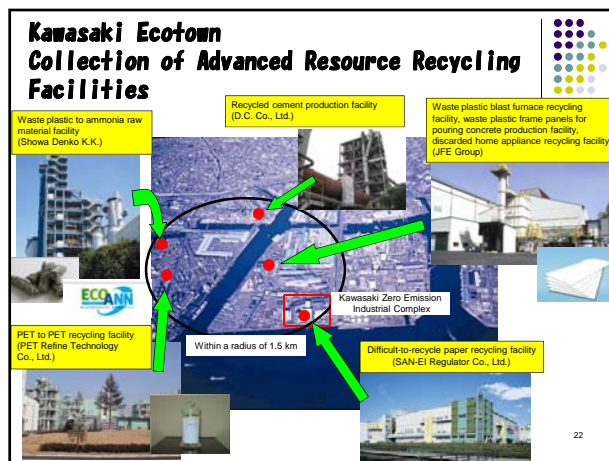 Kawasaki Ecotown
Collection of Advanced Resource Recycling
Facilities
Waste plastic to ammonia raw
material facility
(Showa Denko K.K.)
Recycled cement production facility
(D.C. Co., Ltd.)
Waste plastic blast furnace recycling
facility, waste plastic frame panels for
pouring concrete production facility,
discarded home appliance recycling facility
(JFE Group)
ECOANN
Kawasaki Zero Emission
Industrial Complex
PET to PET recycling facility
(PET Refine Technology
Co., Ltd.)
Within a radius of 1.5 km
Difficult-to-recycle paper recycling facility
(SAN-EI Regulator Co., Ltd.)
22